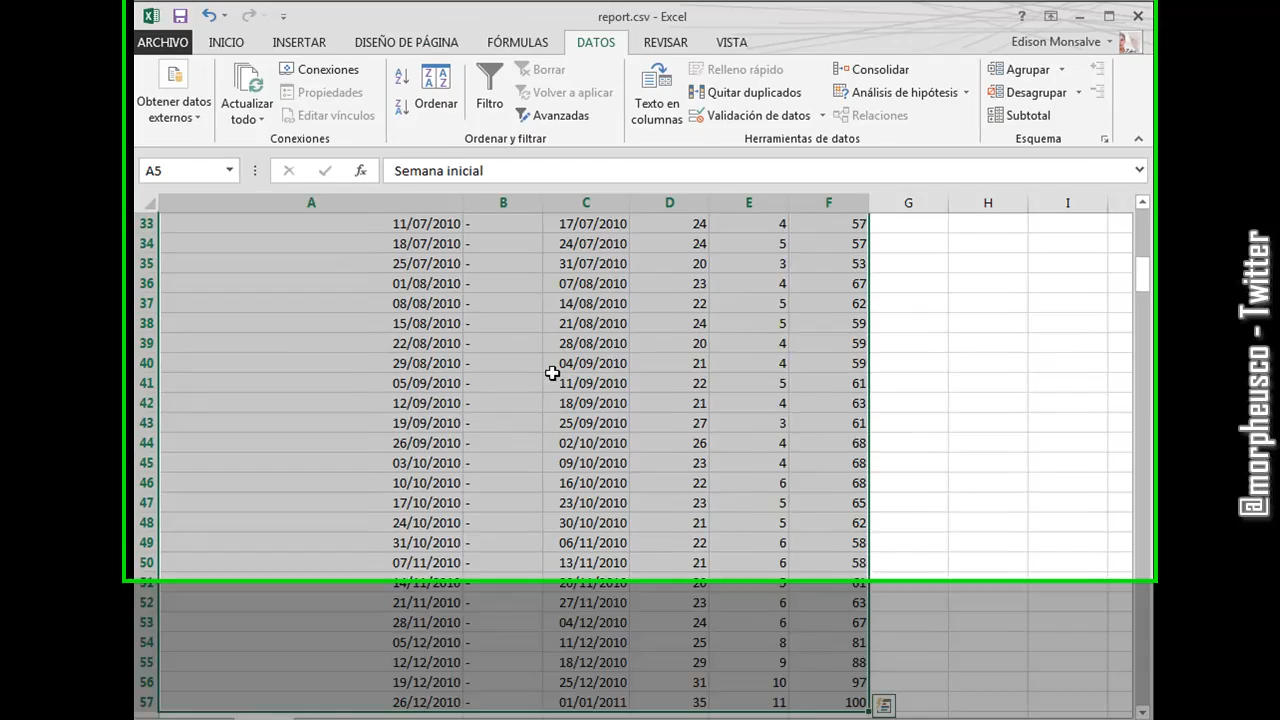 report.csv - Excel
ARCHIVO INICIO INSERTAR DISEÑO DE PÁGINA FÓRMULAS DATOS REVISAR VISTA Edison Monsalve
Obtener datos externos
Actualizar todo
Conexiones
Propiedades
Editar vínculos
Conexiones
Ordenar
Filtro
Borrar
Volver a aplicar
Avanzadas
Ordenar y filtrar
Texto en columnas
Relleno rápido
Quitar duplicados
Validación de datos
Consolidar
Análisis de hipótesis
Relaciones
Herramientas de datos
Agrupar
Desagrupar
Subtotal
Esquema
A5 fx Semana inicial
A B C D E F G H I
33 11/07/2010 - 17/07/2010 24 4 57
34 18/07/2010 - 24/07/2010 24 5 57
35 25/07/2010 - 31/07/2010 20 3 53
36 01/08/2010 - 07/08/2010 23 4 67
37 08/08/2010 - 14/08/2010 22 5 62
38 15/08/2010 - 21/08/2010 24 5 59
39 22/08/2010 - 28/08/2010 20 4 59
40 29/08/2010 - 04/09/2010 21 4 59
41 05/09/2010 - 11/09/2010 22 5 61
42 12/09/2010 - 18/09/2010 21 4 63
43 19/09/2010 - 25/09/2010 27 3 61
44 26/09/2010 - 02/10/2010 26 4 68
45 03/10/2010 - 09/10/2010 23 4 68
46 10/10/2010 - 16/10/2010 22 6 68
47 17/10/2010 - 23/10/2010 23 5 65
48 24/10/2010 - 30/10/2010 21 5 62
49 31/10/2010 - 06/11/2010 22 6 58
50 07/11/2010 - 13/11/2010 21 6 58
51 14/11/2010 - 20/11/2010 61
52 21/11/2010 - 27/11/2010 23 6 63
53 28/11/2010 - 04/12/2010 24 6 67
54 05/12/2010 - 11/12/2010 25 8 81
55 12/12/2010 - 18/12/2010 29 9 88
56 19/12/2010 - 25/12/2010 31 10 97
57 26/12/2010 - 01/01/2011 35 11 100
@morpheusco - Twitter